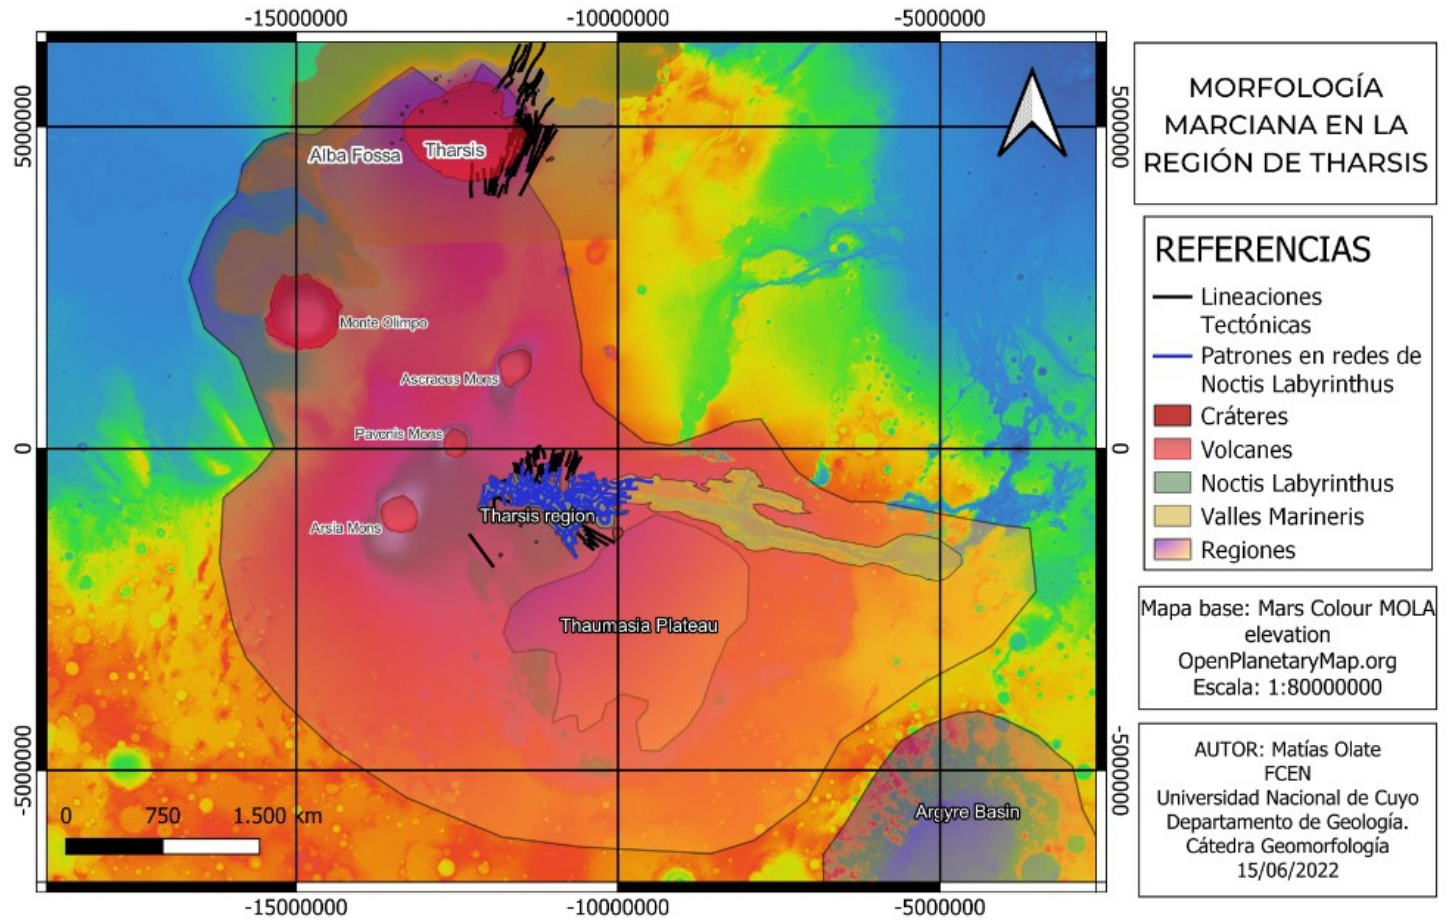 -15000000
-10000000
-5000000
5000000
5000000
MORFOLOGÍA
MARCIANA EN LA
REGIÓN DE THARSIS
Alba Fossa
Tharsis
Monte Olimpo
Ascraeus Mons
Pavonis Mons
0
0
Arsia Mons
Tharsis region
Thaumasia Plateau
-5000000
-5000000
Argyre Basin
0
750
1.500 km
-15000000
-10000000
-5000000
REFERENCIAS
Lineaciones
Tectónicas
Patrones en redes de
Noctis Labyrinthus
Cráteres
Volcanes
Noctis Labyrinthus
Valles Marineris
Regiones
Mapa base: Mars Colour MOLA
elevation
OpenPlanetaryMap.org
Escala: 1:80000000
AUTOR: Matías Olate
FCEN
Universidad Nacional de Cuyo
Departamento de Geología.
Cátedra Geomorfología
15/06/2022